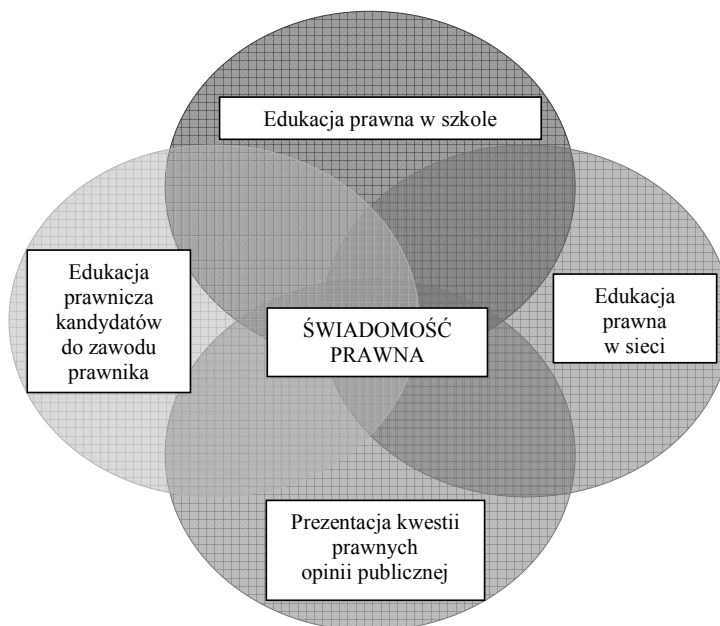 Edukacja prawna w szkole
Edukacja
prawnicza
kandydatów
do zawodu
prawnika
ŚWIADOMOŚĆ
PRAWNA
Edukacja
prawna
w sieci
Prezentacja kwestii
prawnych
opinii publicznej